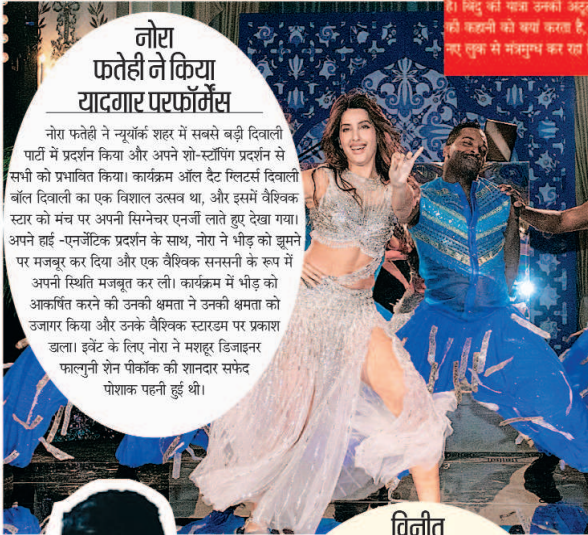 नोरा
फतेही ने किया
यादगार परफॉर्मेंस
नोरा फतेही ने न्यूयॉर्क शहर में सबसे बड़ी दिवाली
पार्टी में प्रदर्शन किया और अपने शो-स्टॉपिंग प्रदर्शन से
सभी को प्रभावित किया। कार्यक्रम ऑल दैट ग्लिटर्स दिवाली
बॉल दिवाली का एक विशाल उत्सव था, और इसमें वैश्विक
स्टार को मंच पर अपनी सिग्नेचर एनर्जी लाते हुए देखा गया।
अपने हाई -एनर्जेटिक प्रदर्शन के साथ, नोरा ने भीड़ को झूमने
पर मजबूर कर दिया और एक वैश्विक सनसनी के रूप में
अपनी स्थिति मजबूत कर ली। कार्यक्रम में भीड़ को
आकर्षित करने की उनकी क्षमता ने उनकी क्षमता को
उजागर किया और उनके वैश्विक स्टारडम पर प्रकाश
डाला। इवेंट के लिए नोरा ने मशहूर डिजाइनर
फाल्गुनी शेन पीकॉक की शानदार सफेद
पोशाक पहनी हुई थी।
है। बिंदु की यात्रा उनकी अटू
की कहानी को बयां करता है,
नए लुक से मंत्रमुग्ध कर रहा
विनीत